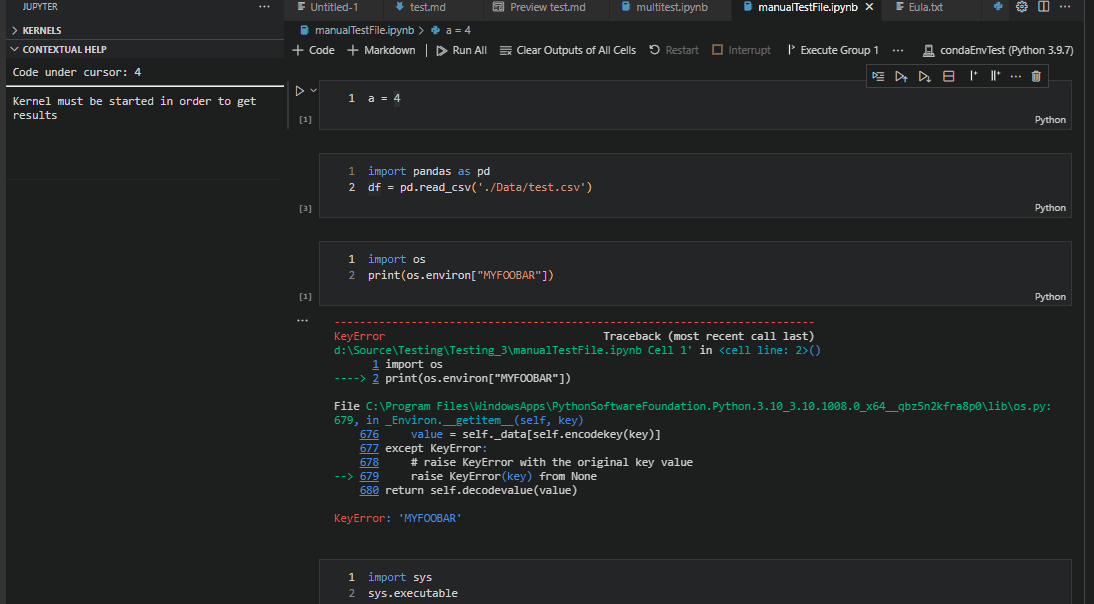 JUPYTER ···
KERNELS
CONTEXTUAL HELP
Code under cursor: 4
Kernel must be started in order to get
results
Untitled-1 test.md Preview test.md multitest.ipynb manualTestFile.ipynb Eula.txt ···
manualTestFile.ipynb > a = 4
+ Code + Markdown | Run All Clear Outputs of All Cells Restart Interrupt Execute Group 1 ··· condaEnvTest (Python 3.9.7)
1 a = 4
[1] Python
1 import pandas as pd
2 df = pd.read_csv('./Data/test.csv')
[3] Python
1 import os
2 print(os.environ["MYFOOBAR"])
[1] Python
···
---------------------------------------------------------------------------
KeyError Traceback (most recent call last)
d:\Source\Testing\Testing_3\manualTestFile.ipynb Cell 1' in <cell line: 2>()
1 import os
----> 2 print(os.environ["MYFOOBAR"])
File C:\Program Files\WindowsApps\PythonSoftwareFoundation.Python.3.10_3.10.1008.0_x64__qbz5n2kfra8p0\lib\os.py:
679, in _Environ.__getitem__(self, key)
676 value = self._data[self.encodekey(key)]
677 except KeyError:
678 # raise KeyError with the original key value
--> 679 raise KeyError(key) from None
680 return self.decodevalue(value)
KeyError: 'MYFOOBAR'
1 import sys
2 sys.executable